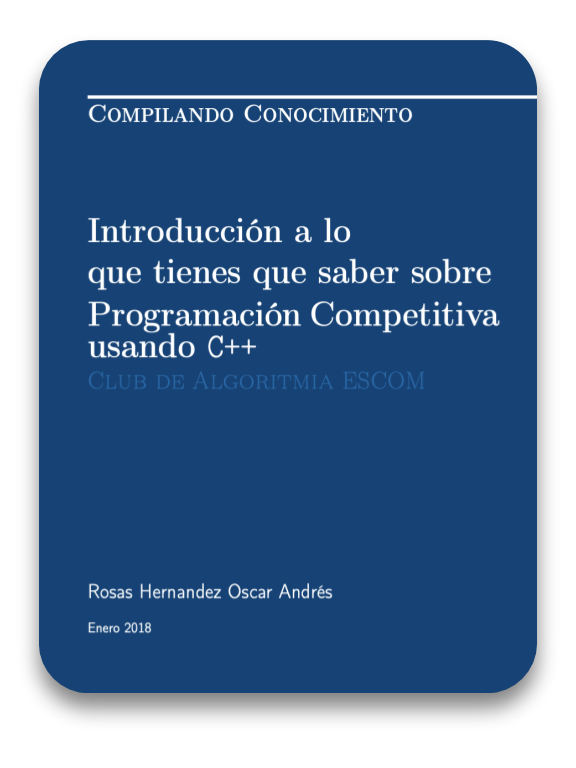 Compilando Conocimiento
Introducción a lo
que tienes que saber sobre
Programación Competitiva
usando C++
Club de Algoritmia ESCOM
Rosas Hernandez Oscar Andrés
Enero 2018